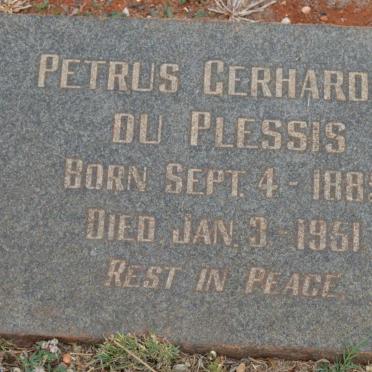 PETRUS GERHARD
DU PLESSIS
BORN SEPT. 4 - 188
DIED JAN. 3 - 1951.
REST IN PEACE.